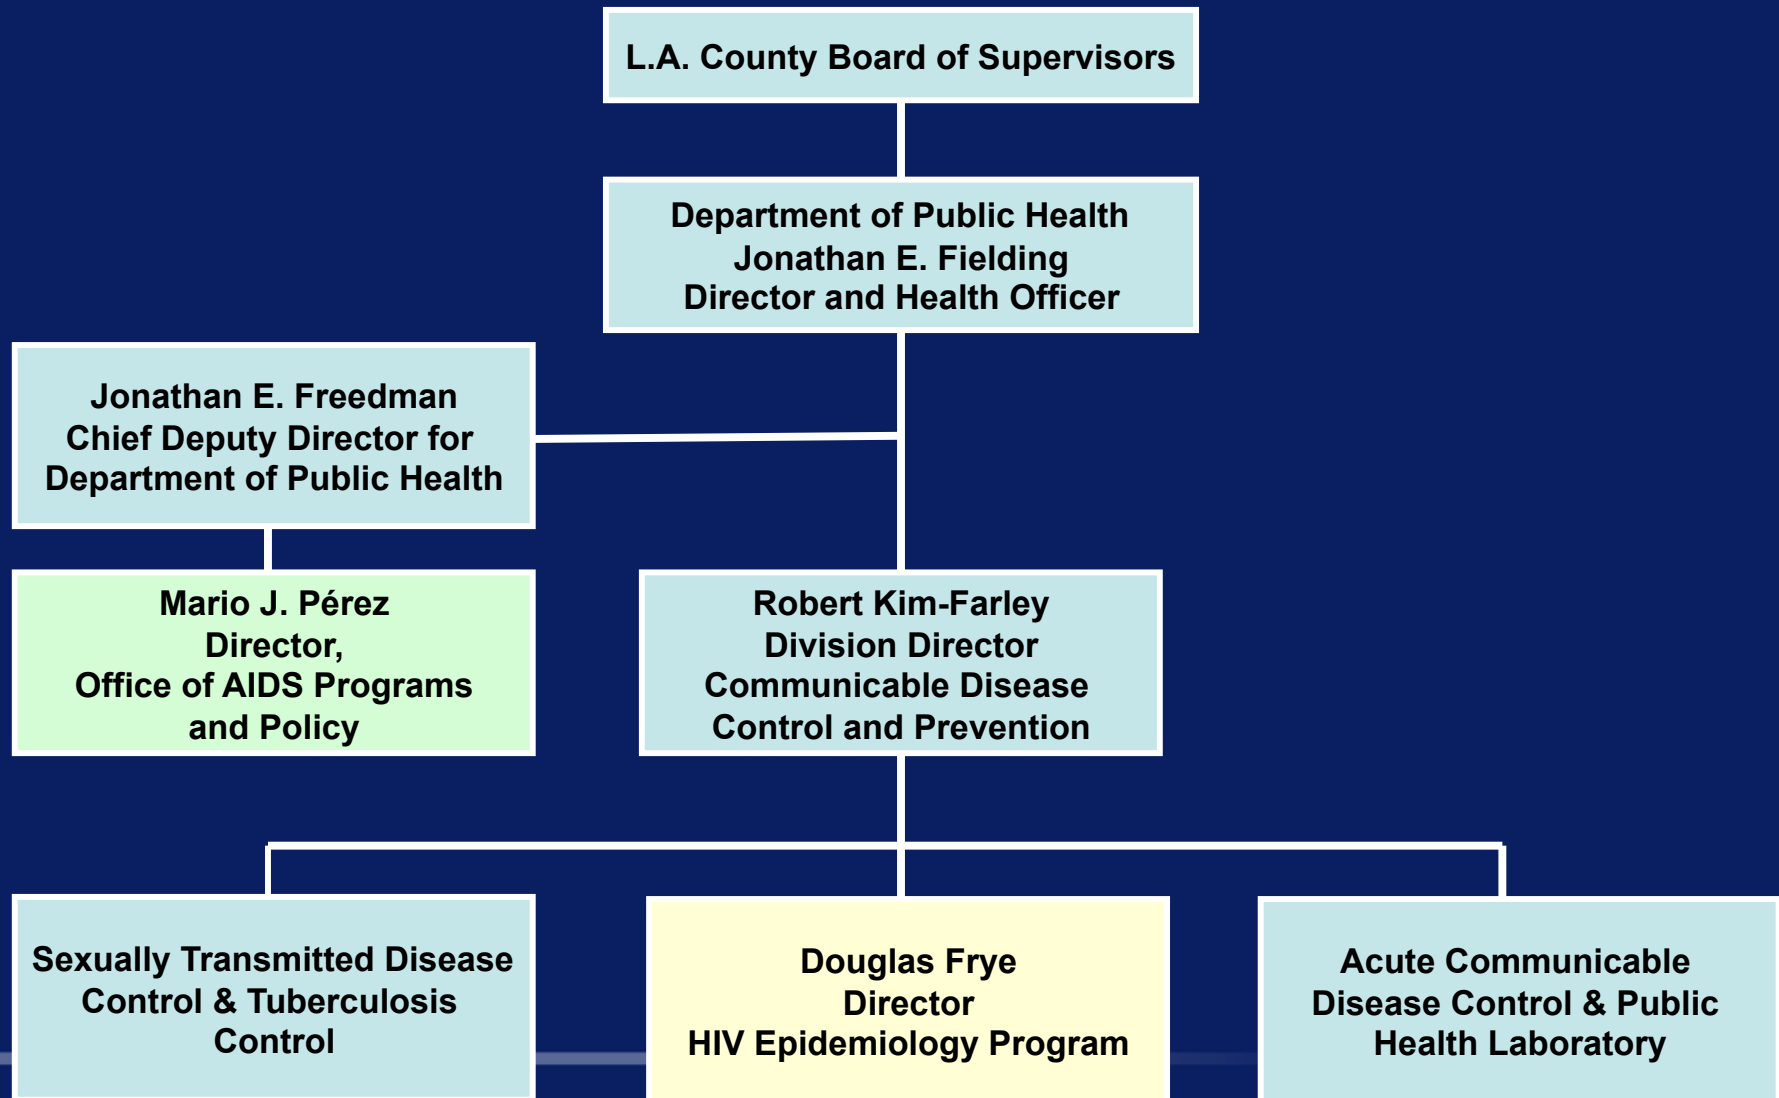 L.A. County Board of Supervisors
Department of Public Health
Jonathan E. Fielding
Director and Health Officer
Jonathan E. Freedman
Chief Deputy Director for
Department of Public Health
Mario J. Pérez
Director,
Office of AIDS Programs
and Policy
Robert Kim-Farley
Division Director
Communicable Disease
Control and Prevention
Sexually Transmitted Disease
Control & Tuberculosis
Control
Douglas Frye
Director
HIV Epidemiology Program
Acute Communicable
Disease Control & Public
Health Laboratory